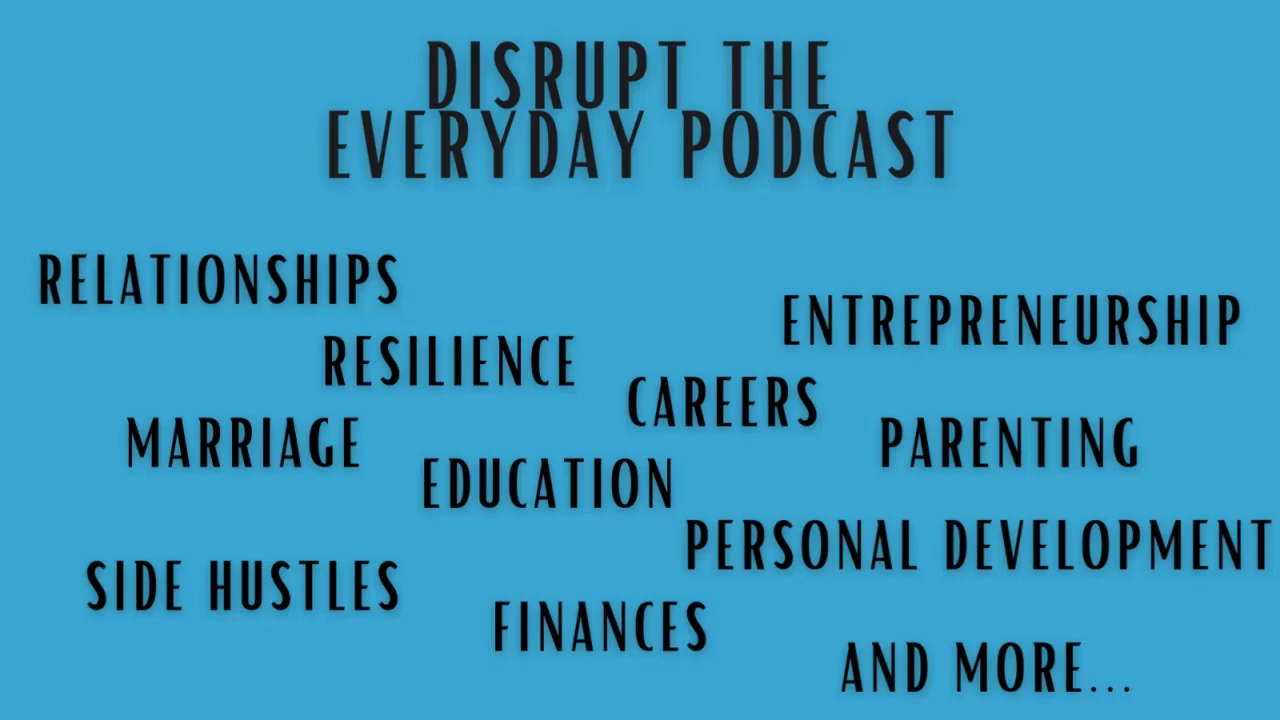 DISRUPT THE
EVERYDAY PODCAST
RELATIONSHIPS
ENTREPRENEURSHIP
RESILIENCE
CAREERS
MARRIAGE
PARENTING
EDUCATION
PERSONAL DEVELOPMENT
SIDE HUSTLES
FINANCES
AND MORE...